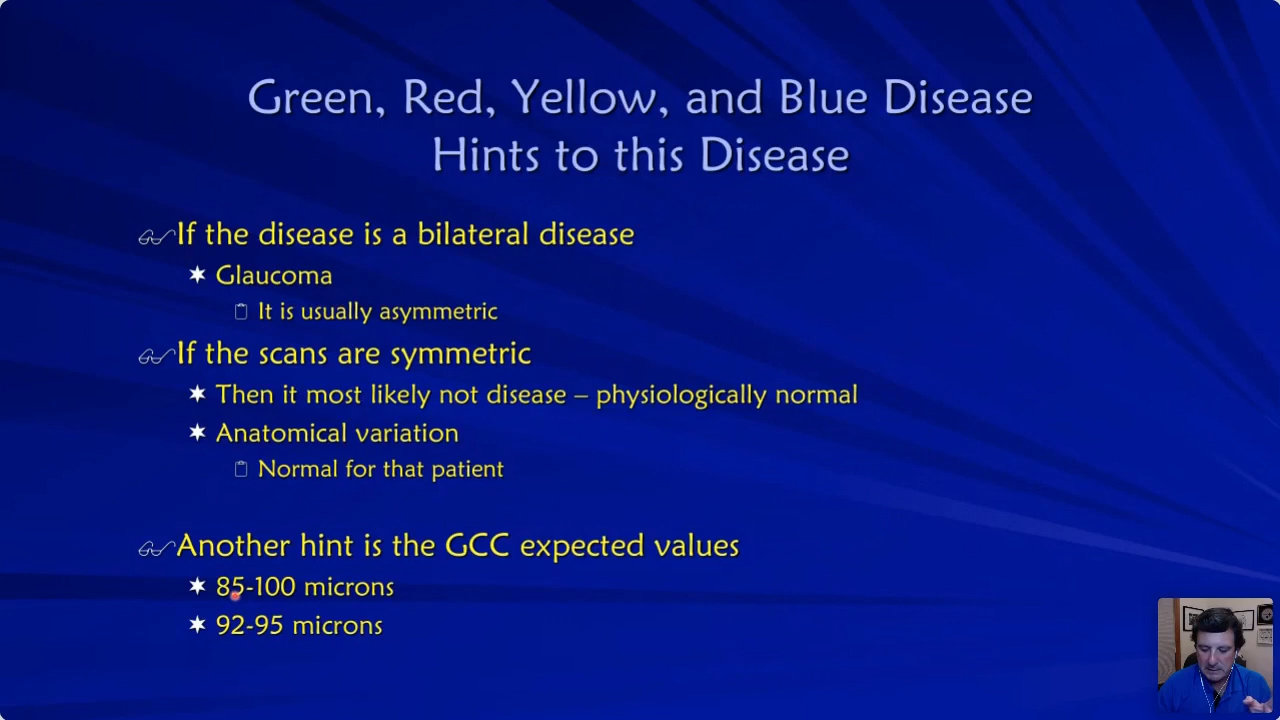 Green, Red, Yellow, and Blue Disease
Hints to this Disease
If the disease is a bilateral disease
Glaucoma
It is usually asymmetric
If the scans are symmetric
Then it most likely not disease – physiologically normal
Anatomical variation
Normal for that patient
Another hint is the GCC expected values
85-100 microns
92-95 microns